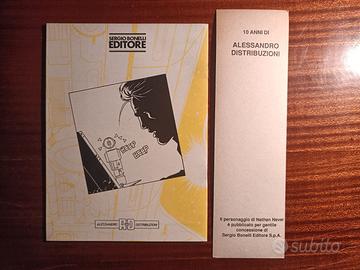 SERGIO BONELLI
EDITORE
BEEP
BEEP
ALESSANDRO
DISTRIBUZIONI
10 ANNI DI
ALESSANDRO
DISTRIBUZIONI
Il personaggio di Nathan Never
è pubblicato per gentile
concessione di
Sergio Bonelli Editore S.p.A.
subito